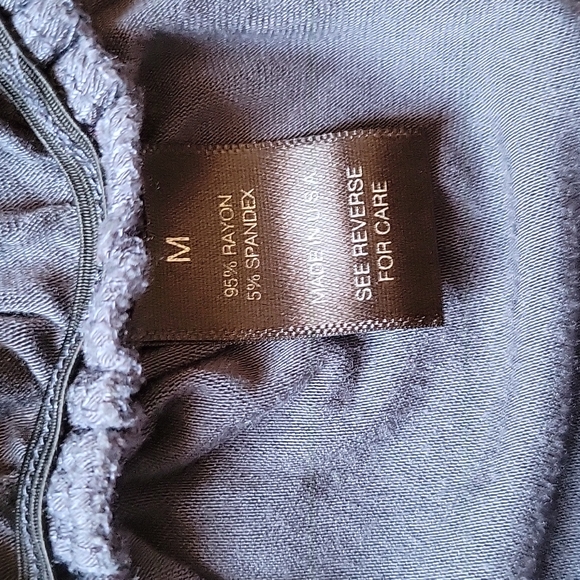 M
95% RAYON
5% SPANDEX
MADE IN U.S.A.
SEE REVERSE
FOR CARE